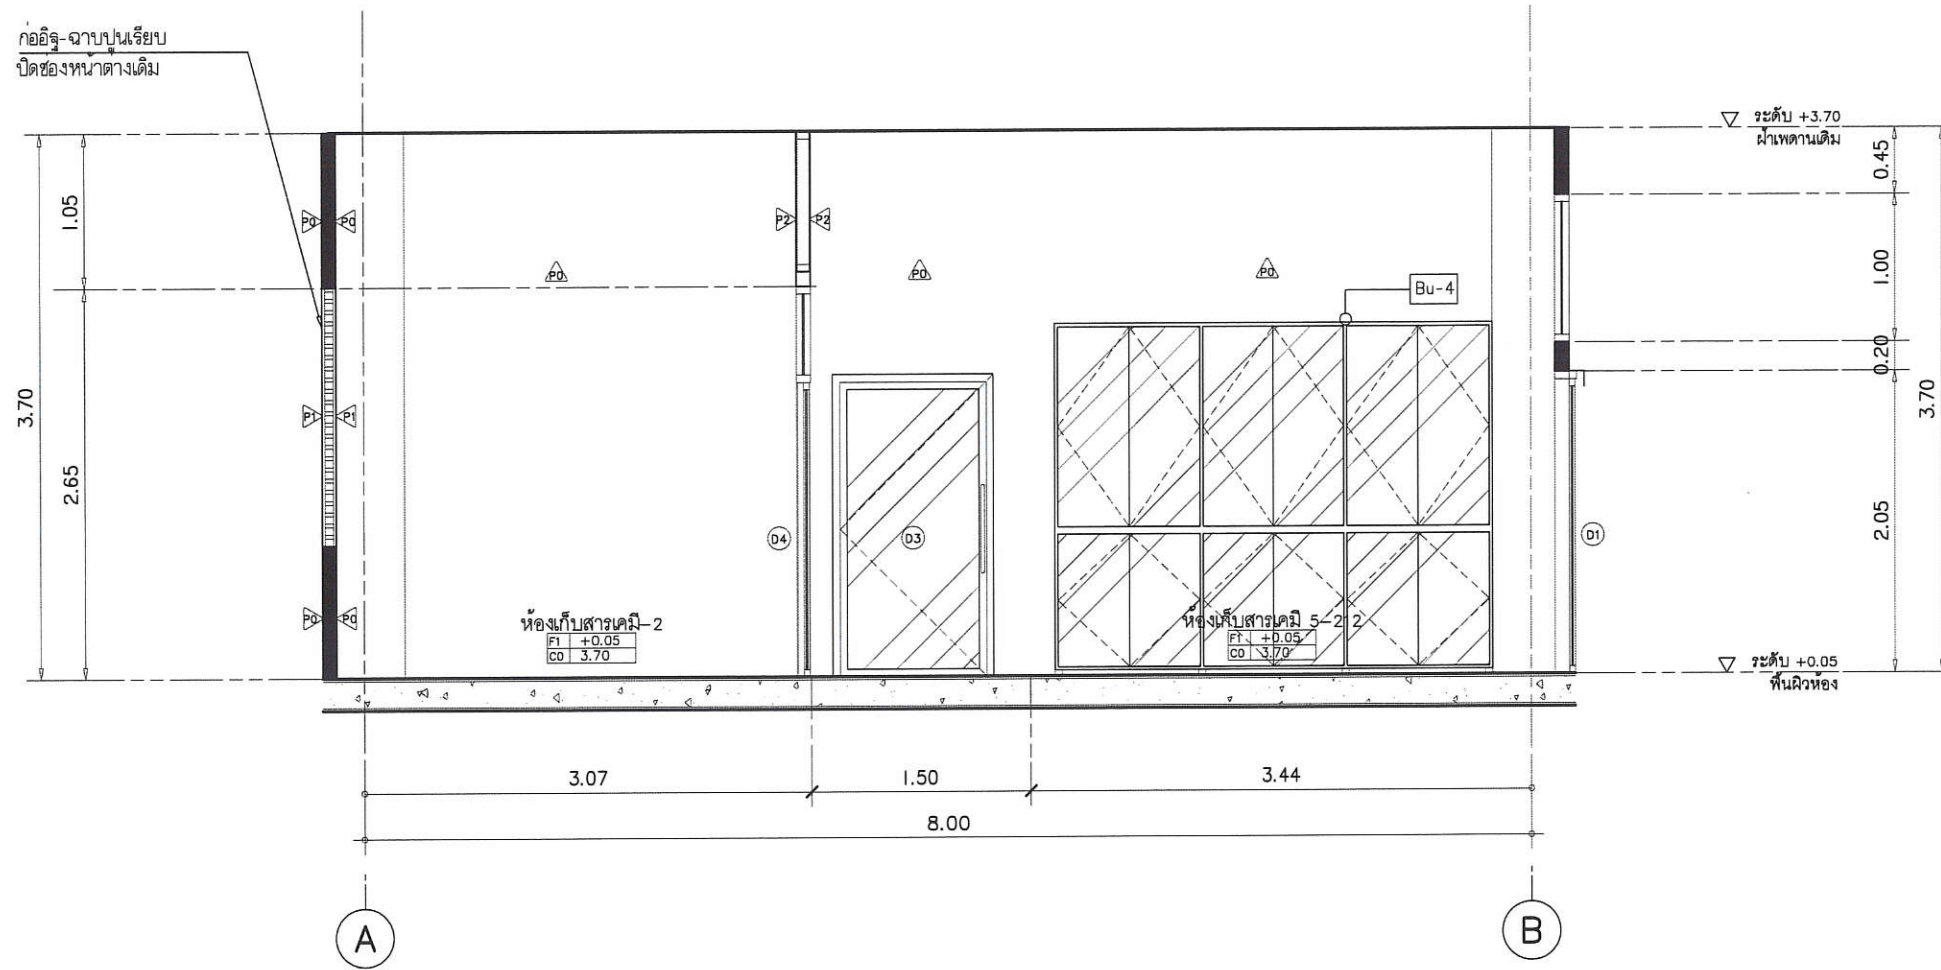 ก่ออิฐ-ฉาบปูนเรียบ
ปิดช่องหน้าต่างเดิม
ระดับ +3.70
ฝ้าเพดานเดิม
0.45
1.05
P0 P0
P2 P2
P0
P0
P0
Bu-4
1.00
0.20
3.70
3.70
P1 P1
2.65
2.05
D4
D3
D1
P0 P0
ห้องเก็บสารเคมี-2
F1 +0.05
C0 3.70
ห้องเก็บสารเคมี 5-212
F1 +0.05
C0 3.70
ระดับ +0.05
พื้นผิวห้อง
3.07
1.50
3.44
8.00
A
B